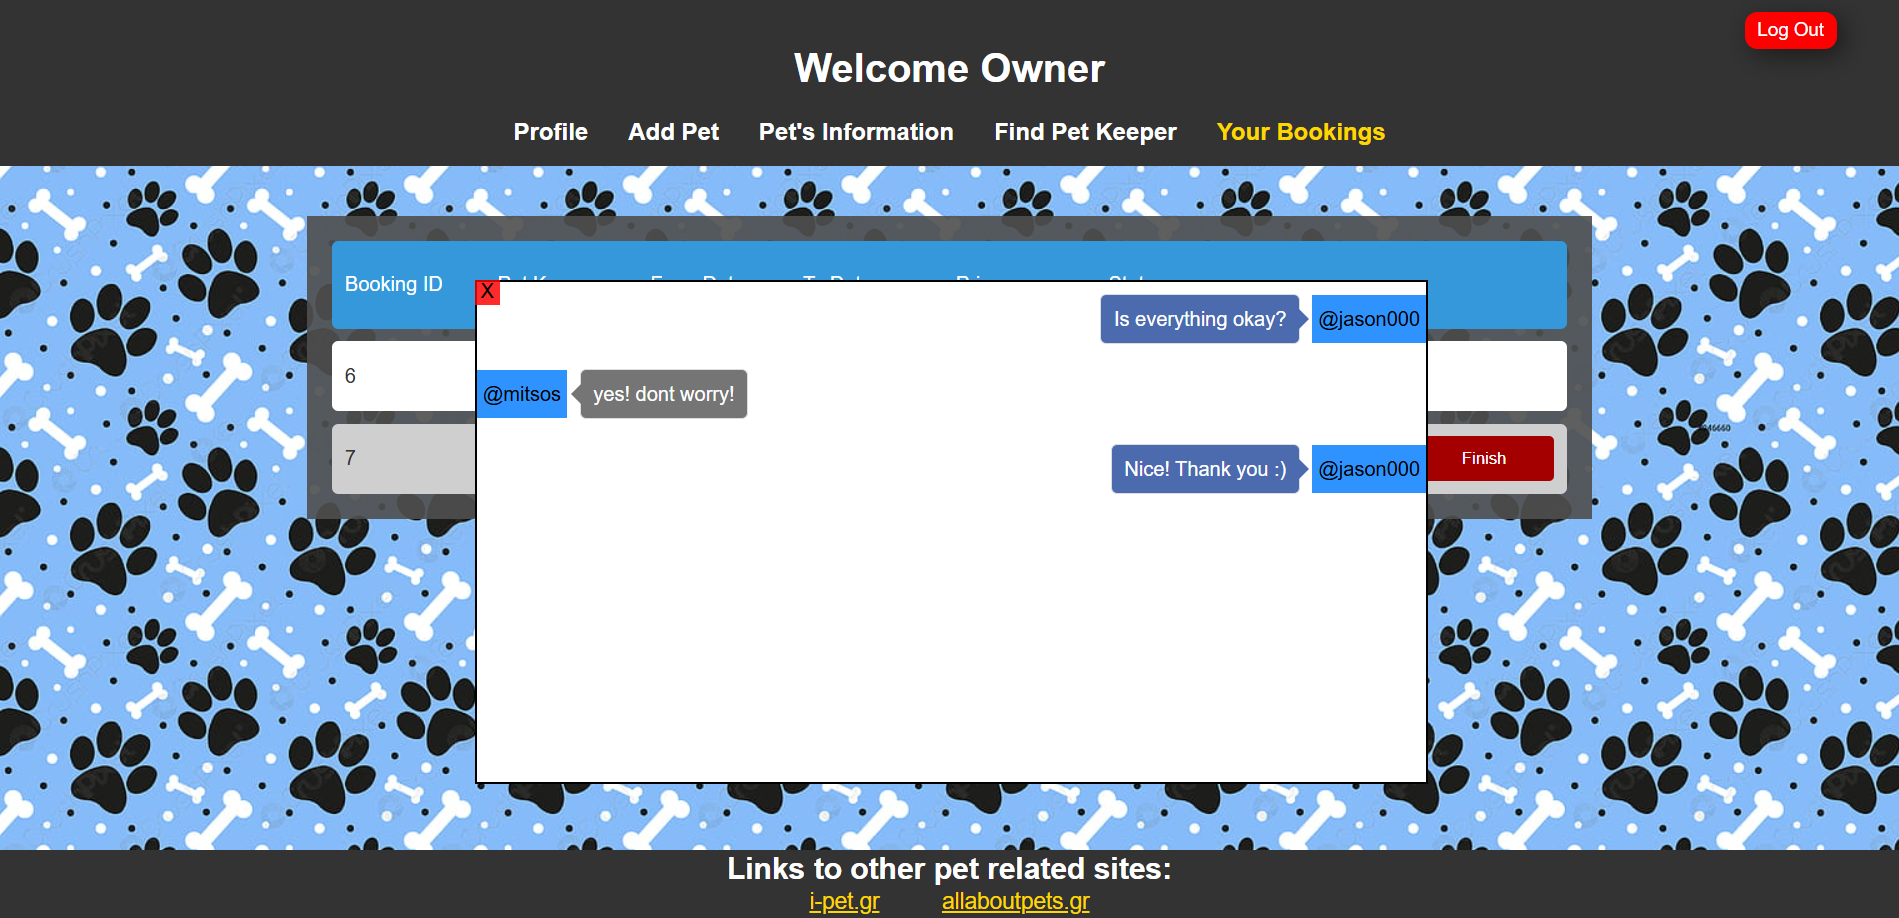 Log Out
Welcome Owner
Profile Add Pet Pet's Information Find Pet Keeper Your Bookings
Booking ID
X
Is everything okay? @jason000
6
@mitsos yes! dont worry!
7
Nice! Thank you :) @jason000
Finish
Links to other pet related sites:
i-pet.gr allaboutpets.gr